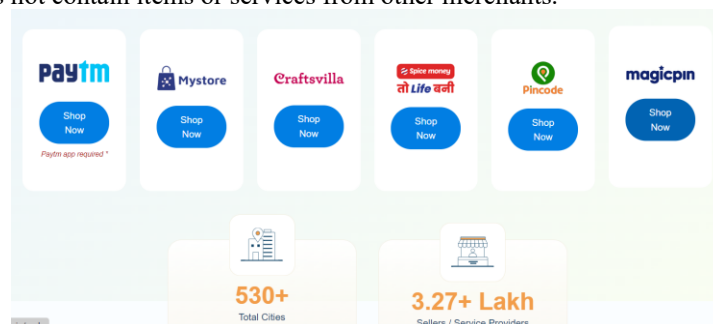 s not contain items or services from other merchants.
paytm
Mystore
Craftsvilla
Spice money
तो Life बनी
Pincode
magicpin
Shop
Now
Shop
Now
Shop
Now
Shop
Now
Shop
Now
Shop
Now
Paytm app required *
530+
Total Cities
3.27+ Lakh
Sellers / Service Providers